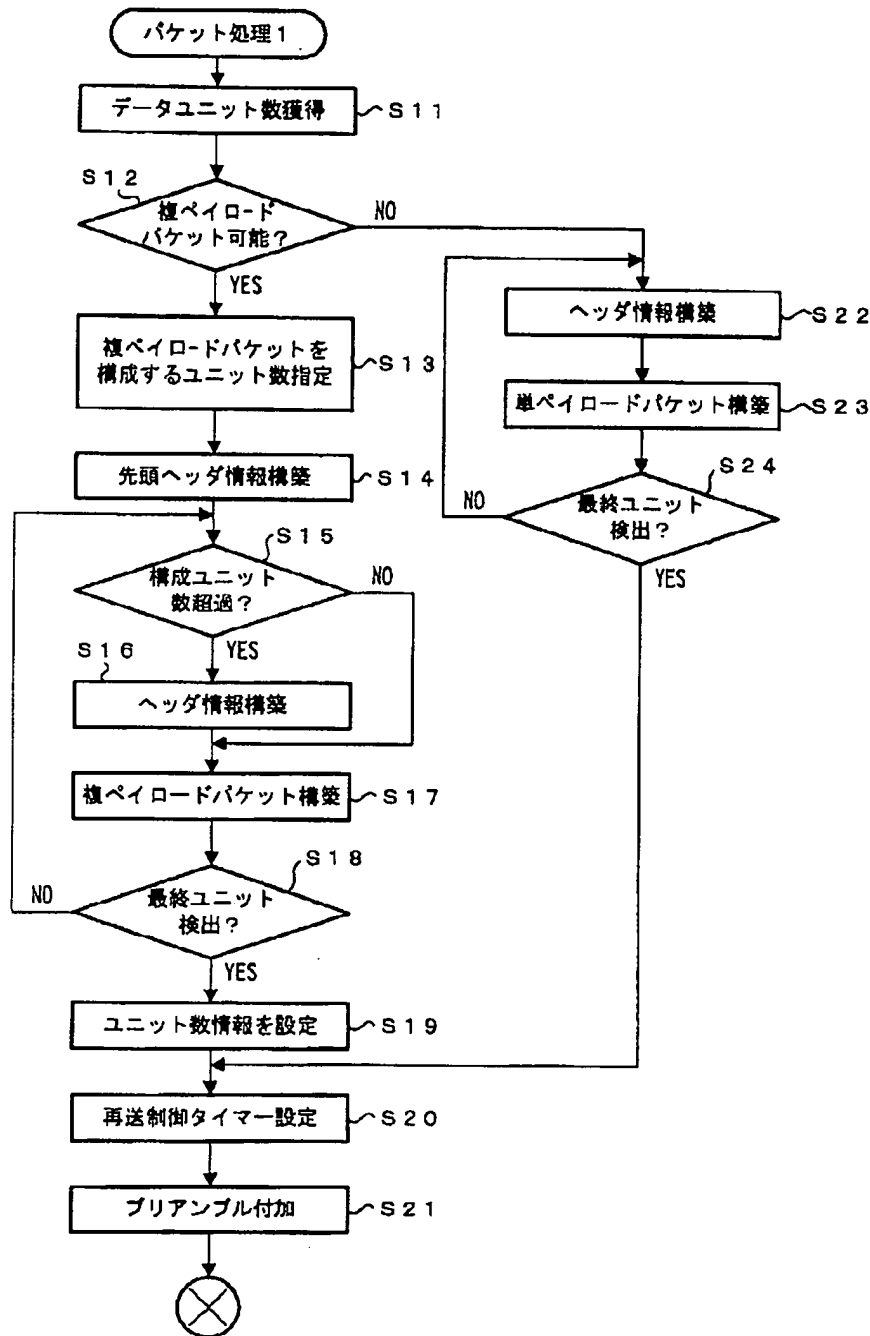 パケット処理1
データユニット数獲得
S11
S12
複ペイロード
パケット可能?
NO
YES
複ペイロードパケットを
構成するユニット数指定
S13
先頭ヘッダ情報構築
S14
S15
構成ユニット
数超過?
NO
YES
S16
ヘッダ情報構築
複ペイロードパケット構築
S17
S18
最終ユニット
検出?
NO
YES
ユニット数情報を設定
S19
再送制御タイマー設定
S20
プリアンブル付加
S21
ヘッダ情報構築
S22
単ペイロードパケット構築
S23
S24
最終ユニット
検出?
NO
YES